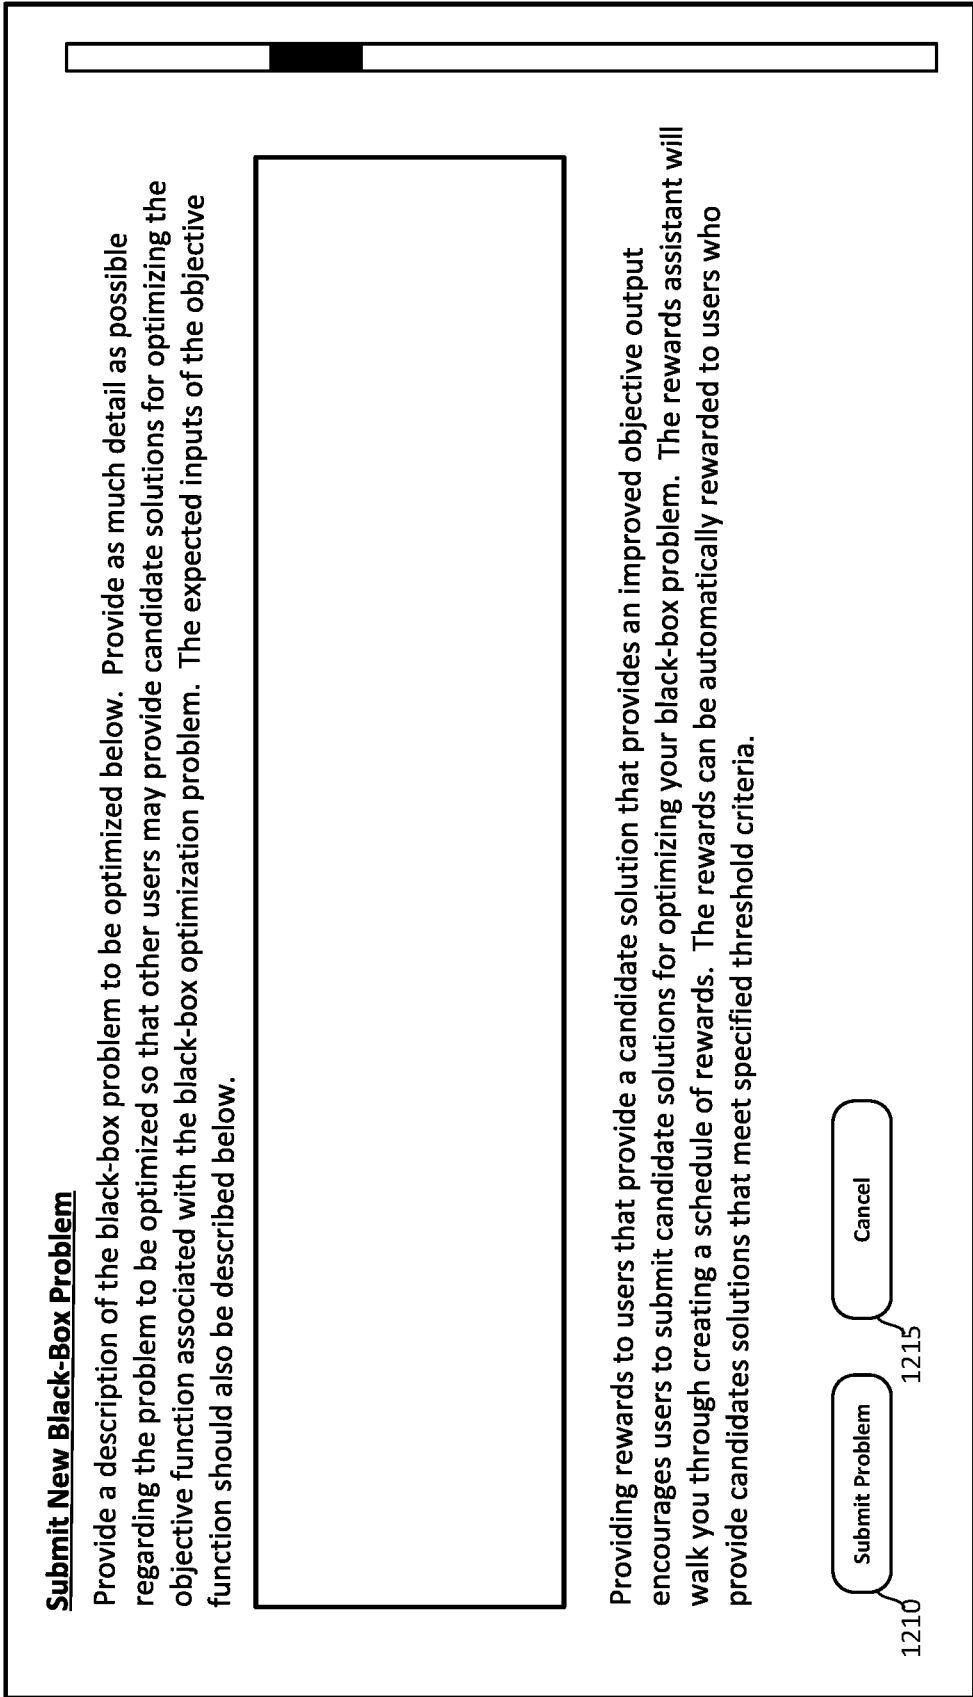 Submit New Black-Box Problem
Provide a description of the black-box problem to be optimized below.  Provide as much detail as possible
regarding the problem to be optimized so that other users may provide candidate solutions for optimizing the
objective function associated with the black-box optimization problem.  The expected inputs of the objective
function should also be described below.
Providing rewards to users that provide a candidate solution that provides an improved objective output
encourages users to submit candidate solutions for optimizing your black-box problem.  The rewards assistant will
walk you through creating a schedule of rewards.  The rewards can be automatically rewarded to users who
provide candidates solutions that meet specified threshold criteria.
Submit Problem
Cancel
1210
1215